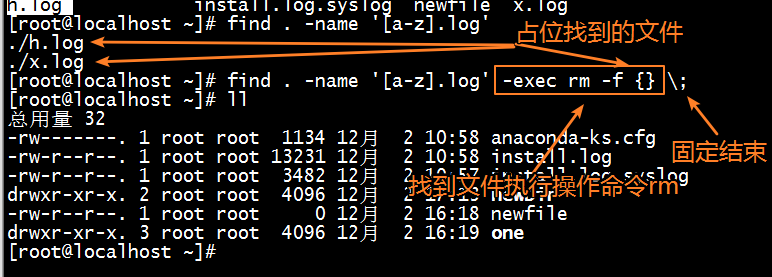 h.log install.log.syslog newfile x.log
[root@localhost ~]# find . -name '[a-z].log' 占位找到的文件
./h.log
./x.log
[root@localhost ~]# find . -name '[a-z].log' -exec rm -f {} \;
[root@localhost ~]# ll
总用量 32
-rw-------. 1 root root 1134 12月 2 10:58 anaconda-ks.cfg
-rw-r--r--. 1 root root 13231 12月 2 10:58 install.log 固定结束
-rw-r--r--. 1 root root 3482 12月 2 10:57 install.log.syslog
找到文件执行操作命令rm
drwxr-xr-x. 2 root root 4096 12月 2
-rw-r--r--. 1 root root 0 12月 2 16:18 newfile
drwxr-xr-x. 3 root root 4096 12月 2 16:19 one
[root@localhost ~]#